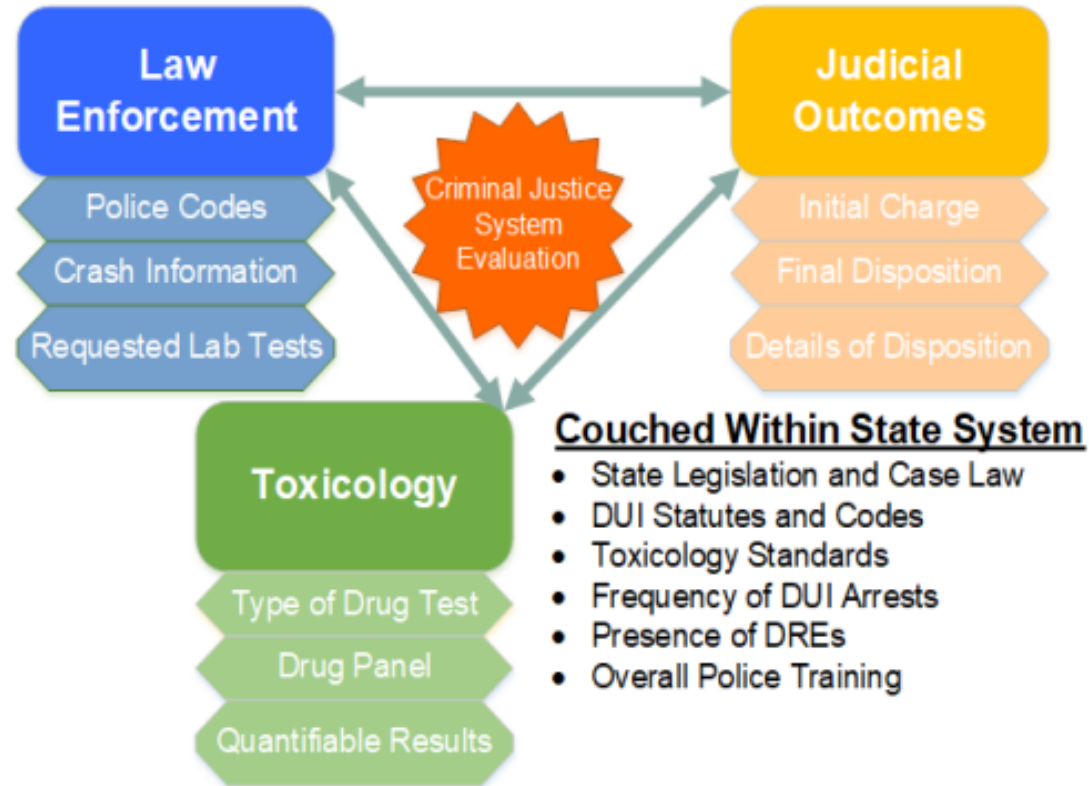 Law
Enforcement
Police Codes
Crash Information
Requested Lab Tests
Judicial
Outcomes
Initial Charge
Final Disposition
Details of Disposition
Criminal Justice
System
Evaluation
Toxicology
Type of Drug Test
Drug Panel
Quantifiable Results
Couched Within State System
• State Legislation and Case Law
• DUI Statutes and Codes
• Toxicology Standards
• Frequency of DUI Arrests
• Presence of DREs
• Overall Police Training